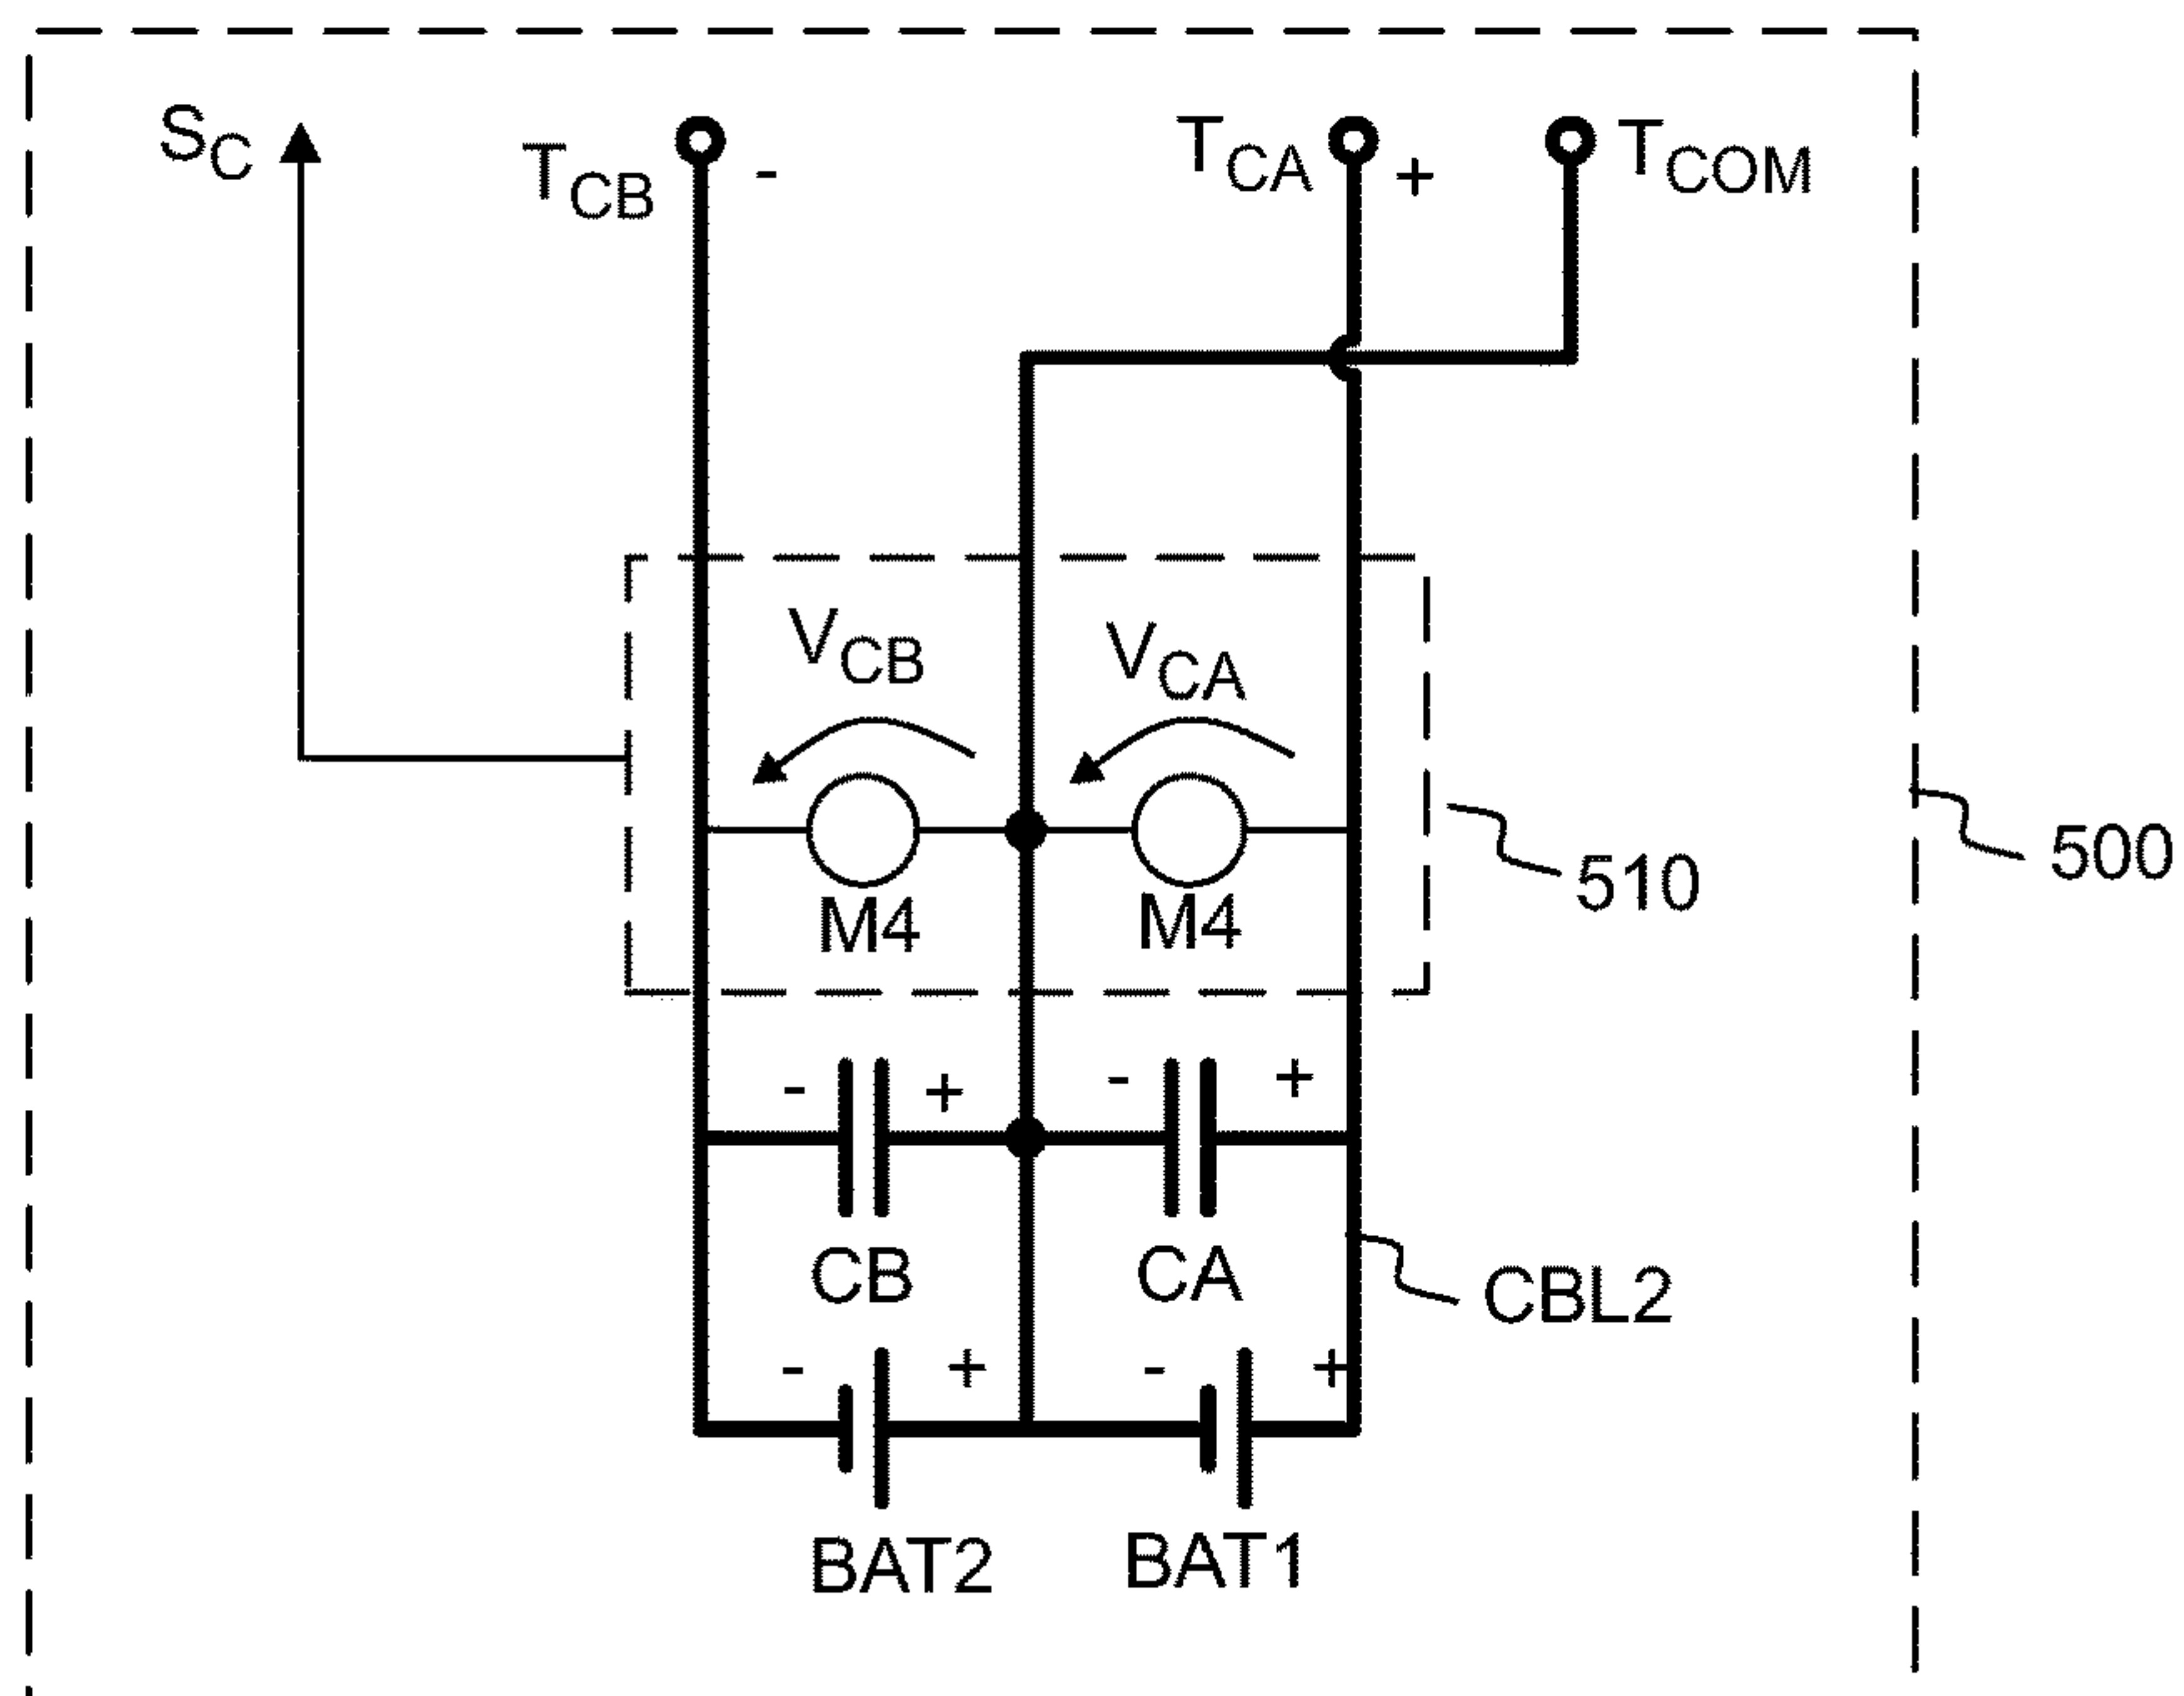 SC
TCB
-
TCA
+
TCOM
VCB
VCA
M4
M4
510
500
-
+
-
+
CB
CA
CBL2
-
+
-
+
BAT2
BAT1